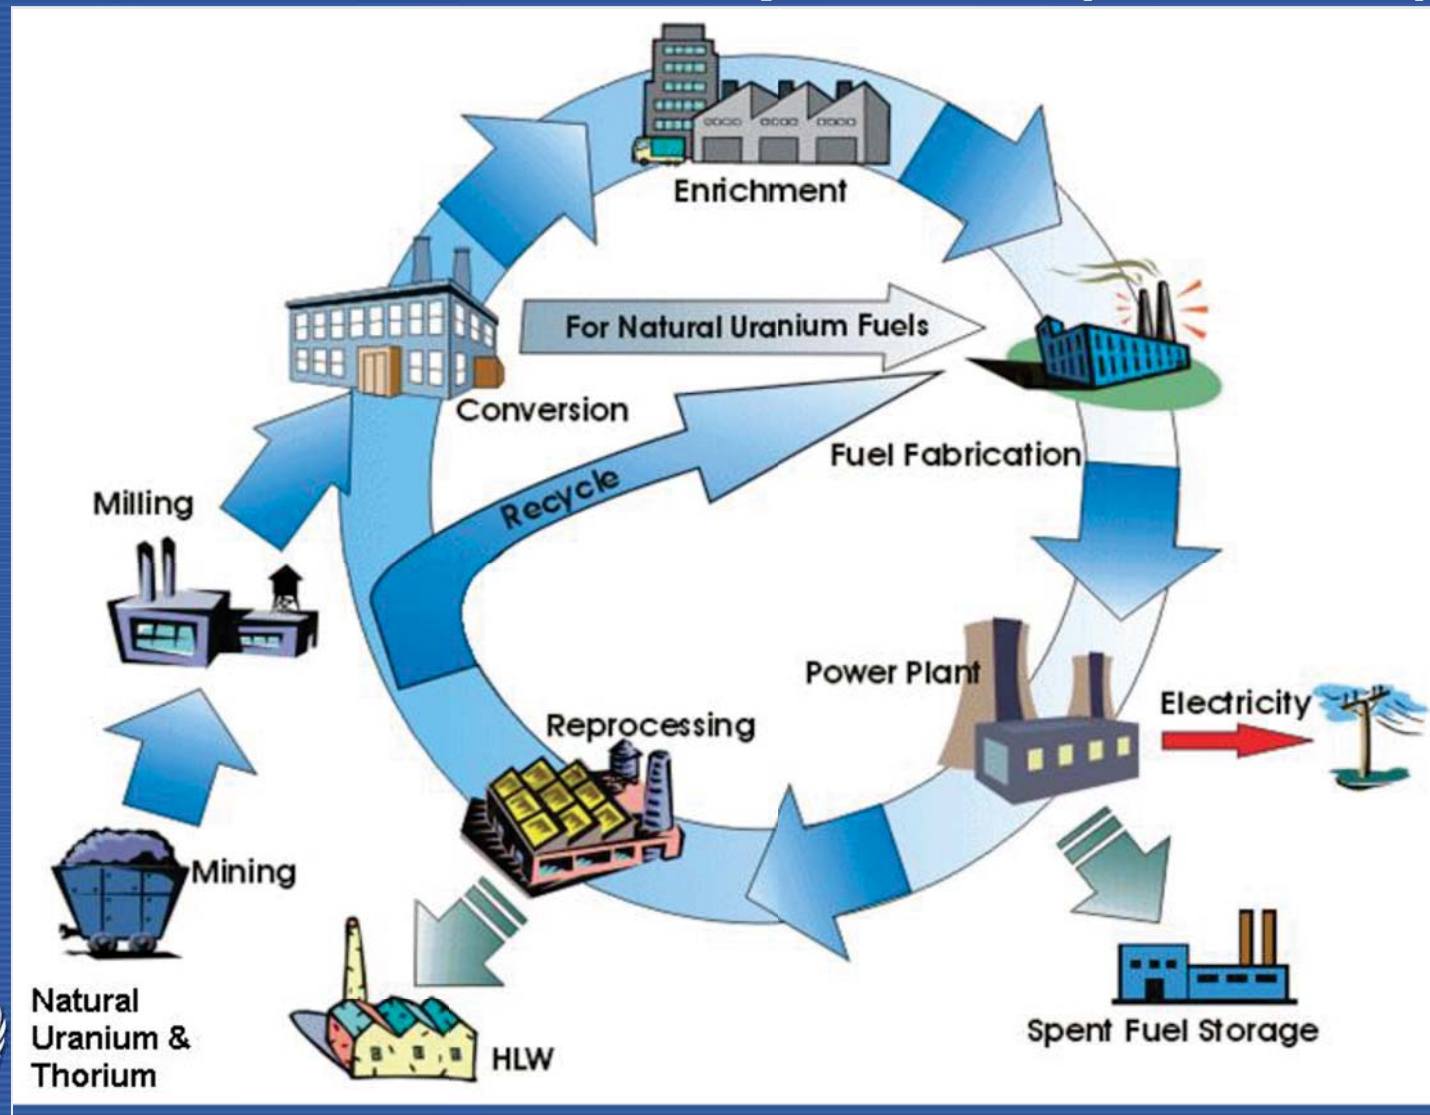 Enrichment
For Natural Uranium Fuels
Conversion
Fuel Fabrication
Recycle
Milling
Power Plant
Electricity
Reprocessing
Mining
Natural
Uranium &
Thorium
HLW
Spent Fuel Storage